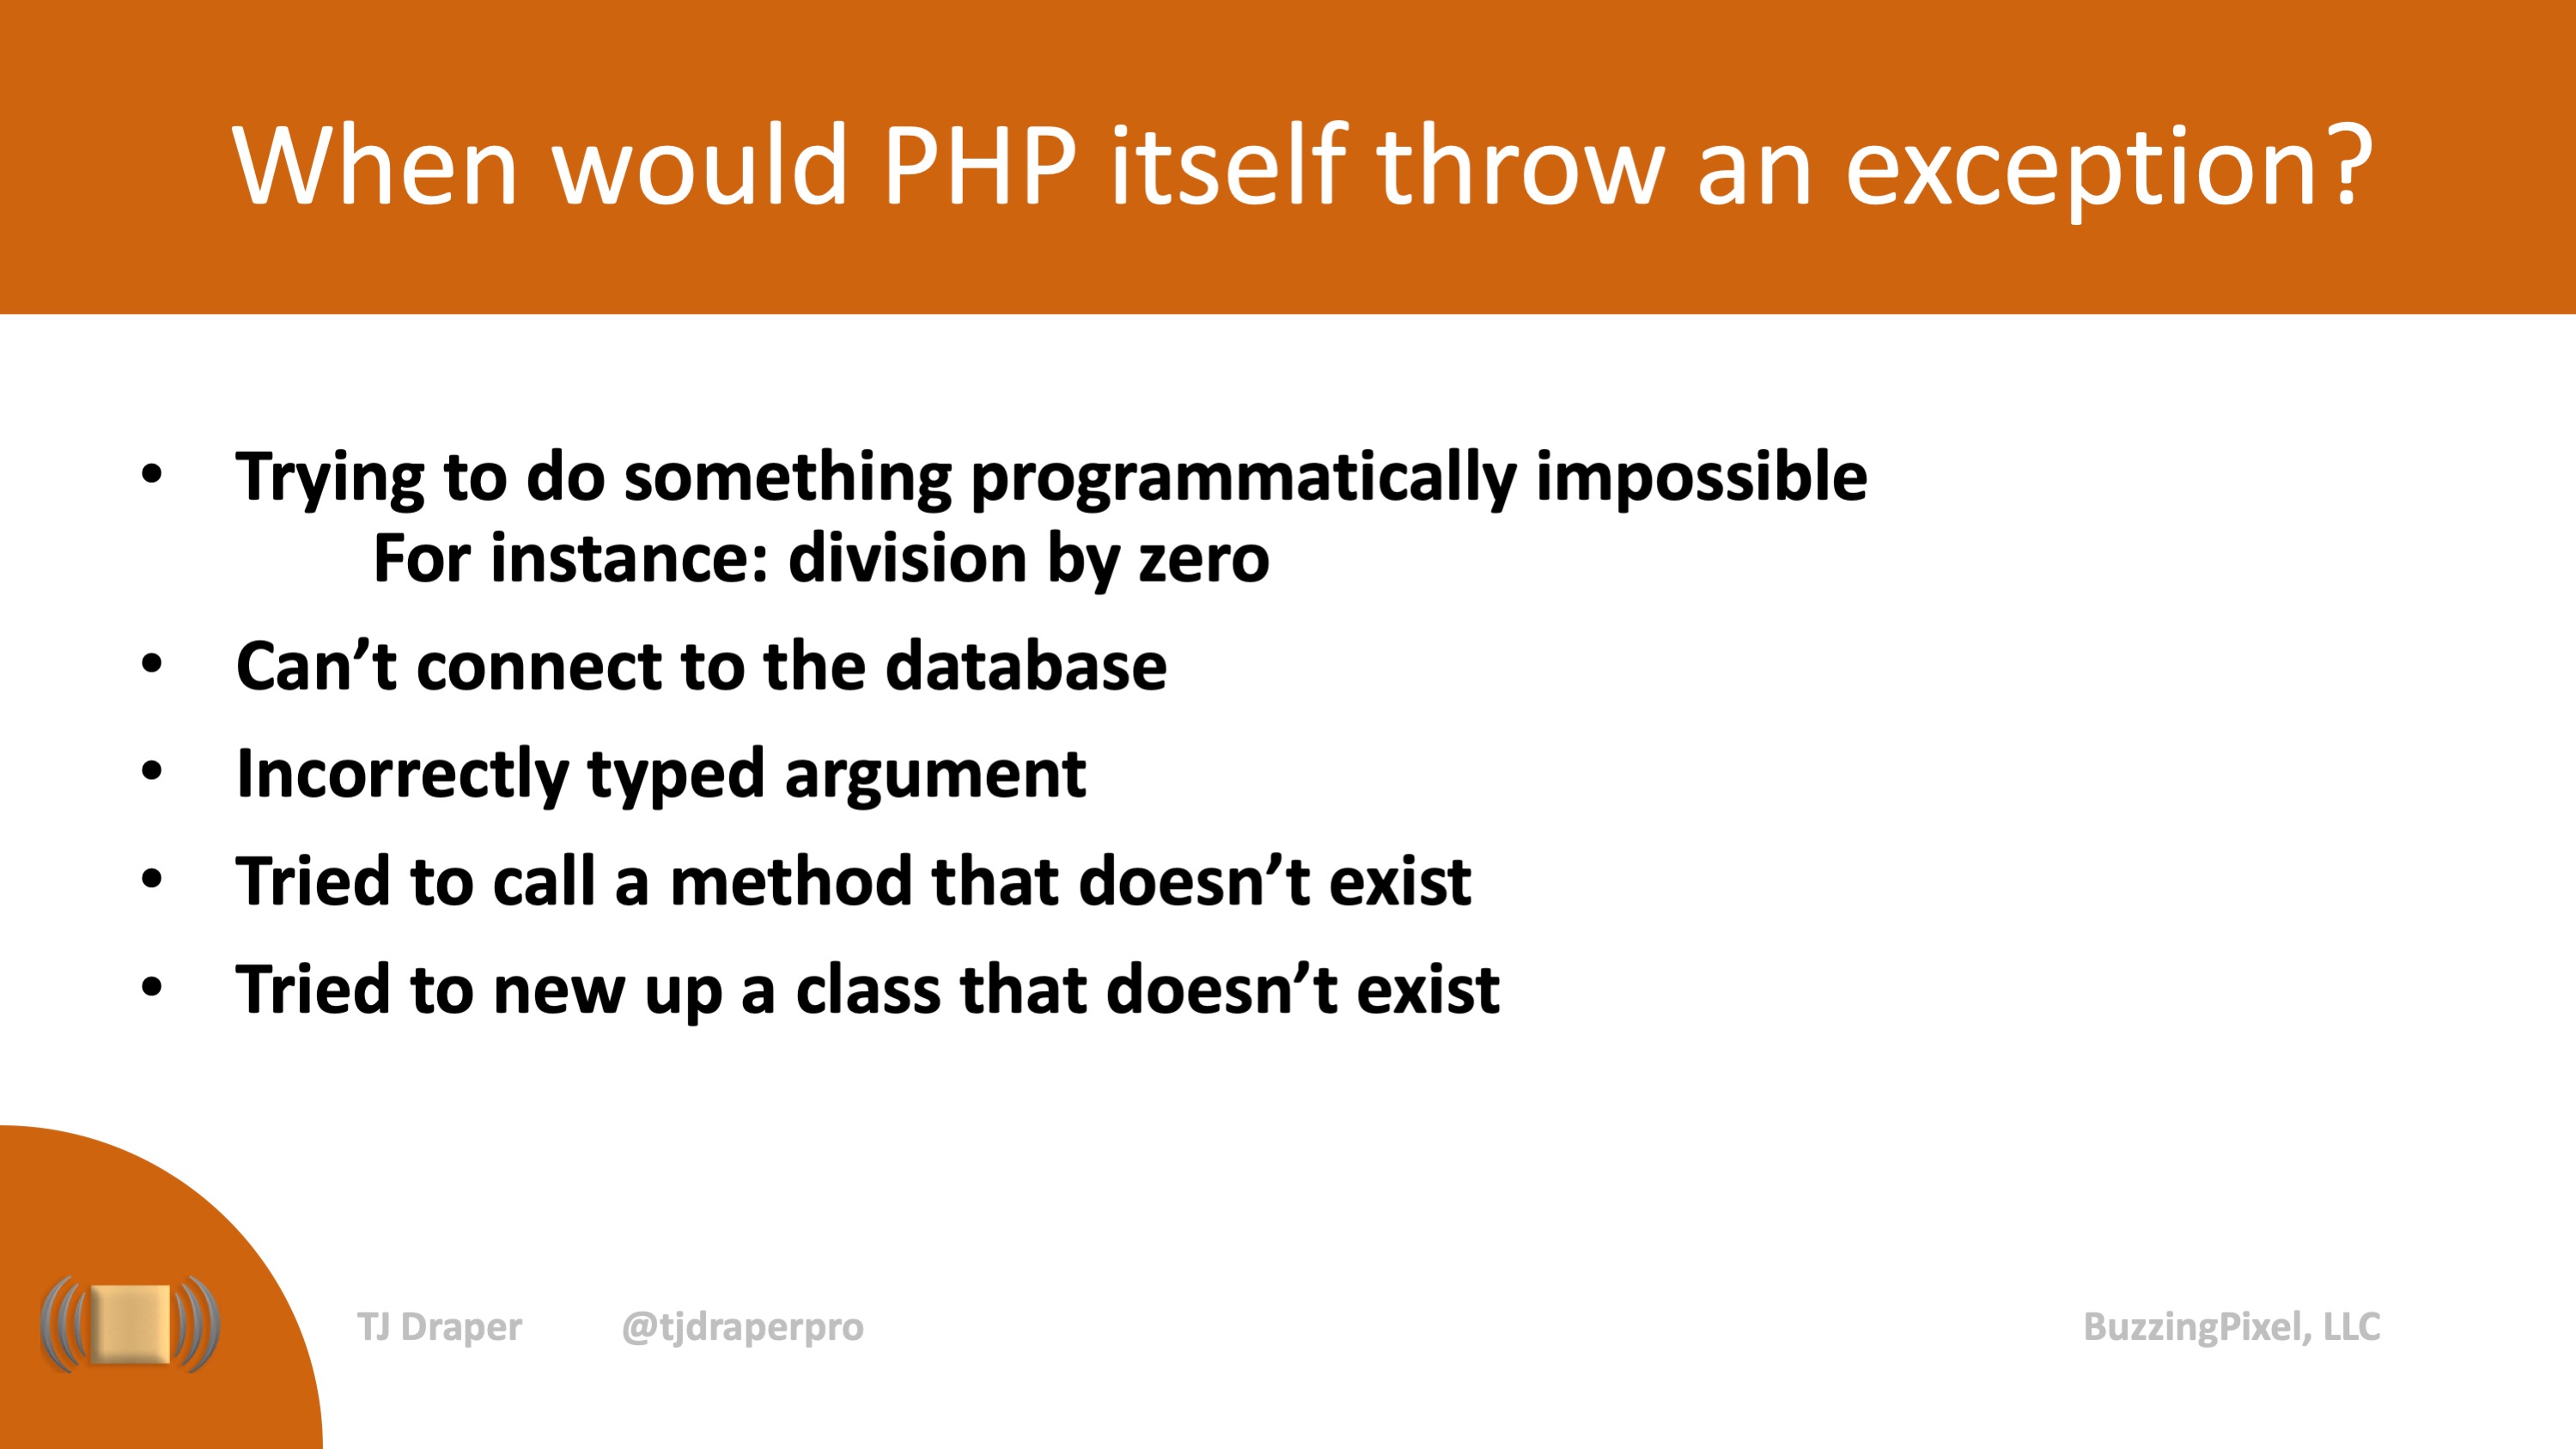 When would PHP itself throw an exception?
• Trying to do something programmatically impossible
For instance: division by zero
• Can’t connect to the database
• Incorrectly typed argument
• Tried to call a method that doesn’t exist
• Tried to new up a class that doesn’t exist
TJ Draper @tjdraperpro BuzzingPixel, LLC